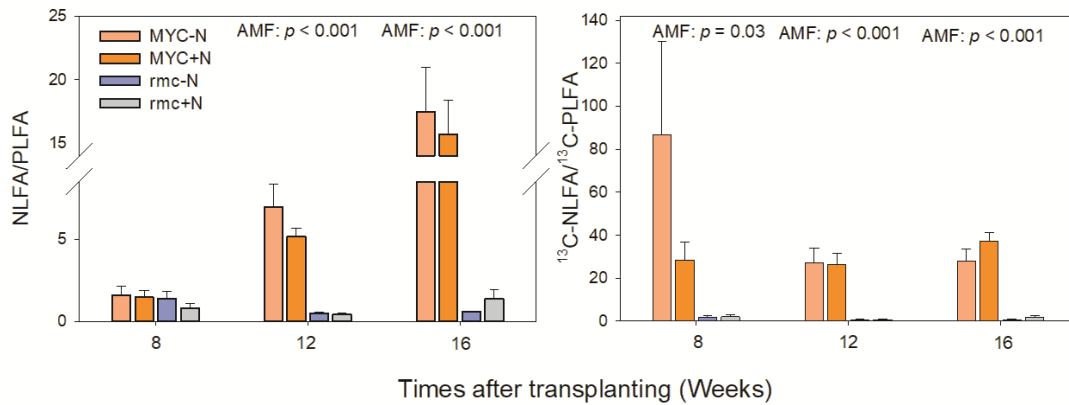 NLFA/PLFA
25
20
15
5
0
MYC-N
MYC+N
rmc-N
rmc+N
AMF: p < 0.001
AMF: p < 0.001
8
12
16
¹³C-NLFA/¹³C-PLFA
140
120
100
80
60
40
20
0
AMF: p = 0.03
AMF: p < 0.001
AMF: p < 0.001
8
12
16
Times after transplanting (Weeks)